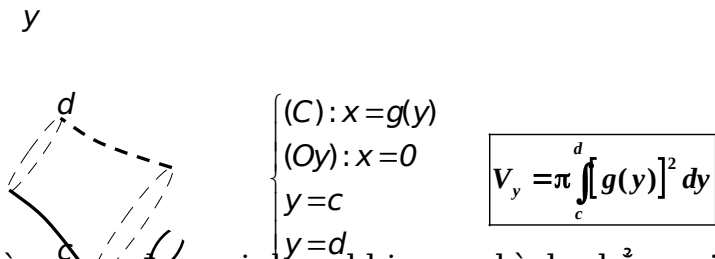 y
d
(C) : x = g(y)
(Oy) : x = 0
y = c
y = d
V_y = π ∫_c^d [g(y)]² dy
c